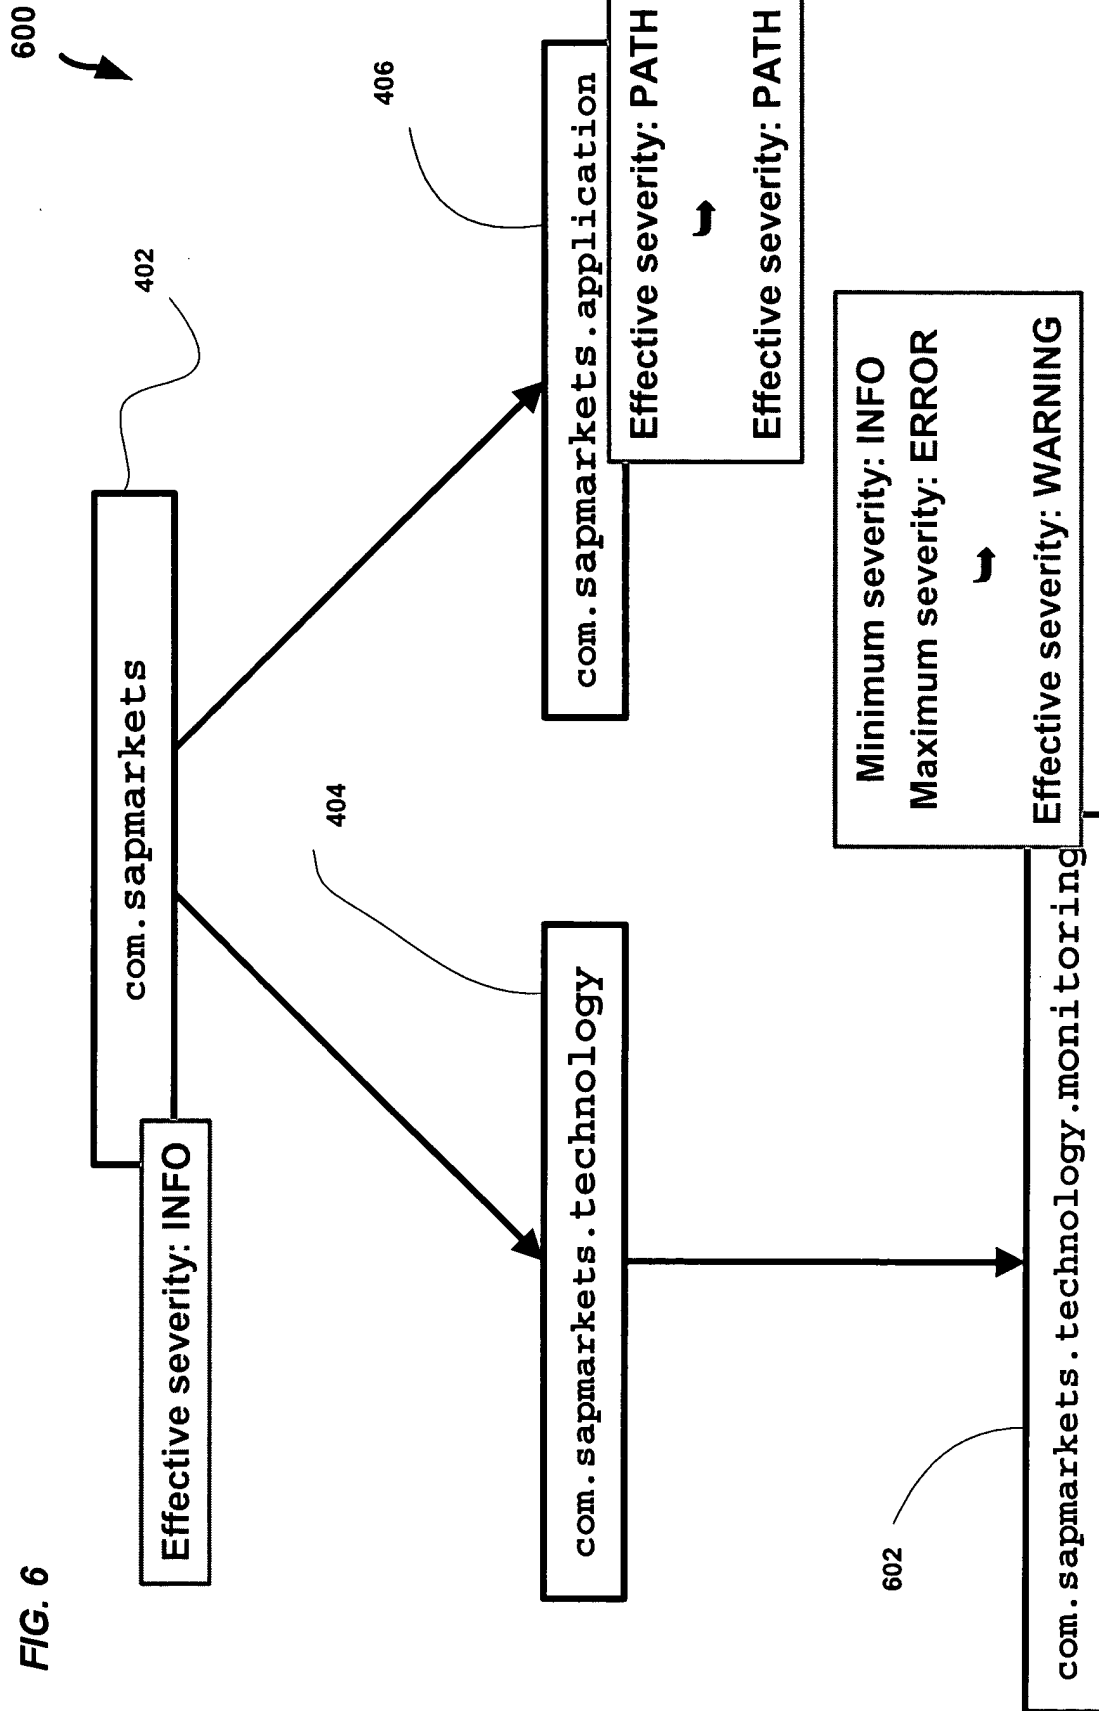 FIG. 6
600
402
com.sapmarkets
Effective severity: INFO
404
406
com.sapmarkets.technology
com.sapmarkets.application
Effective severity: PATH
Effective severity: PATH
602
Minimum severity: INFO
Maximum severity: ERROR
Effective severity: WARNING
com.sapmarkets.technology.monitoring